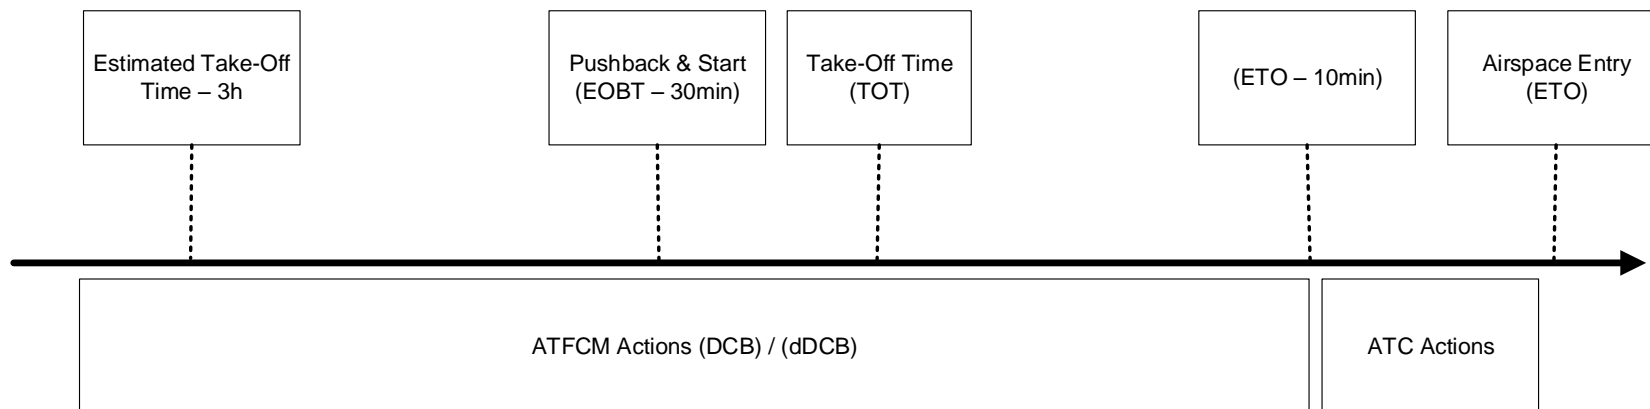 Estimated Take-Off
Time – 3h
Pushback & Start
(EOBT – 30min)
Take-Off Time
(TOT)
(ETO – 10min)
Airspace Entry
(ETO)
ATFCM Actions (DCB) / (dDCB)
ATC Actions